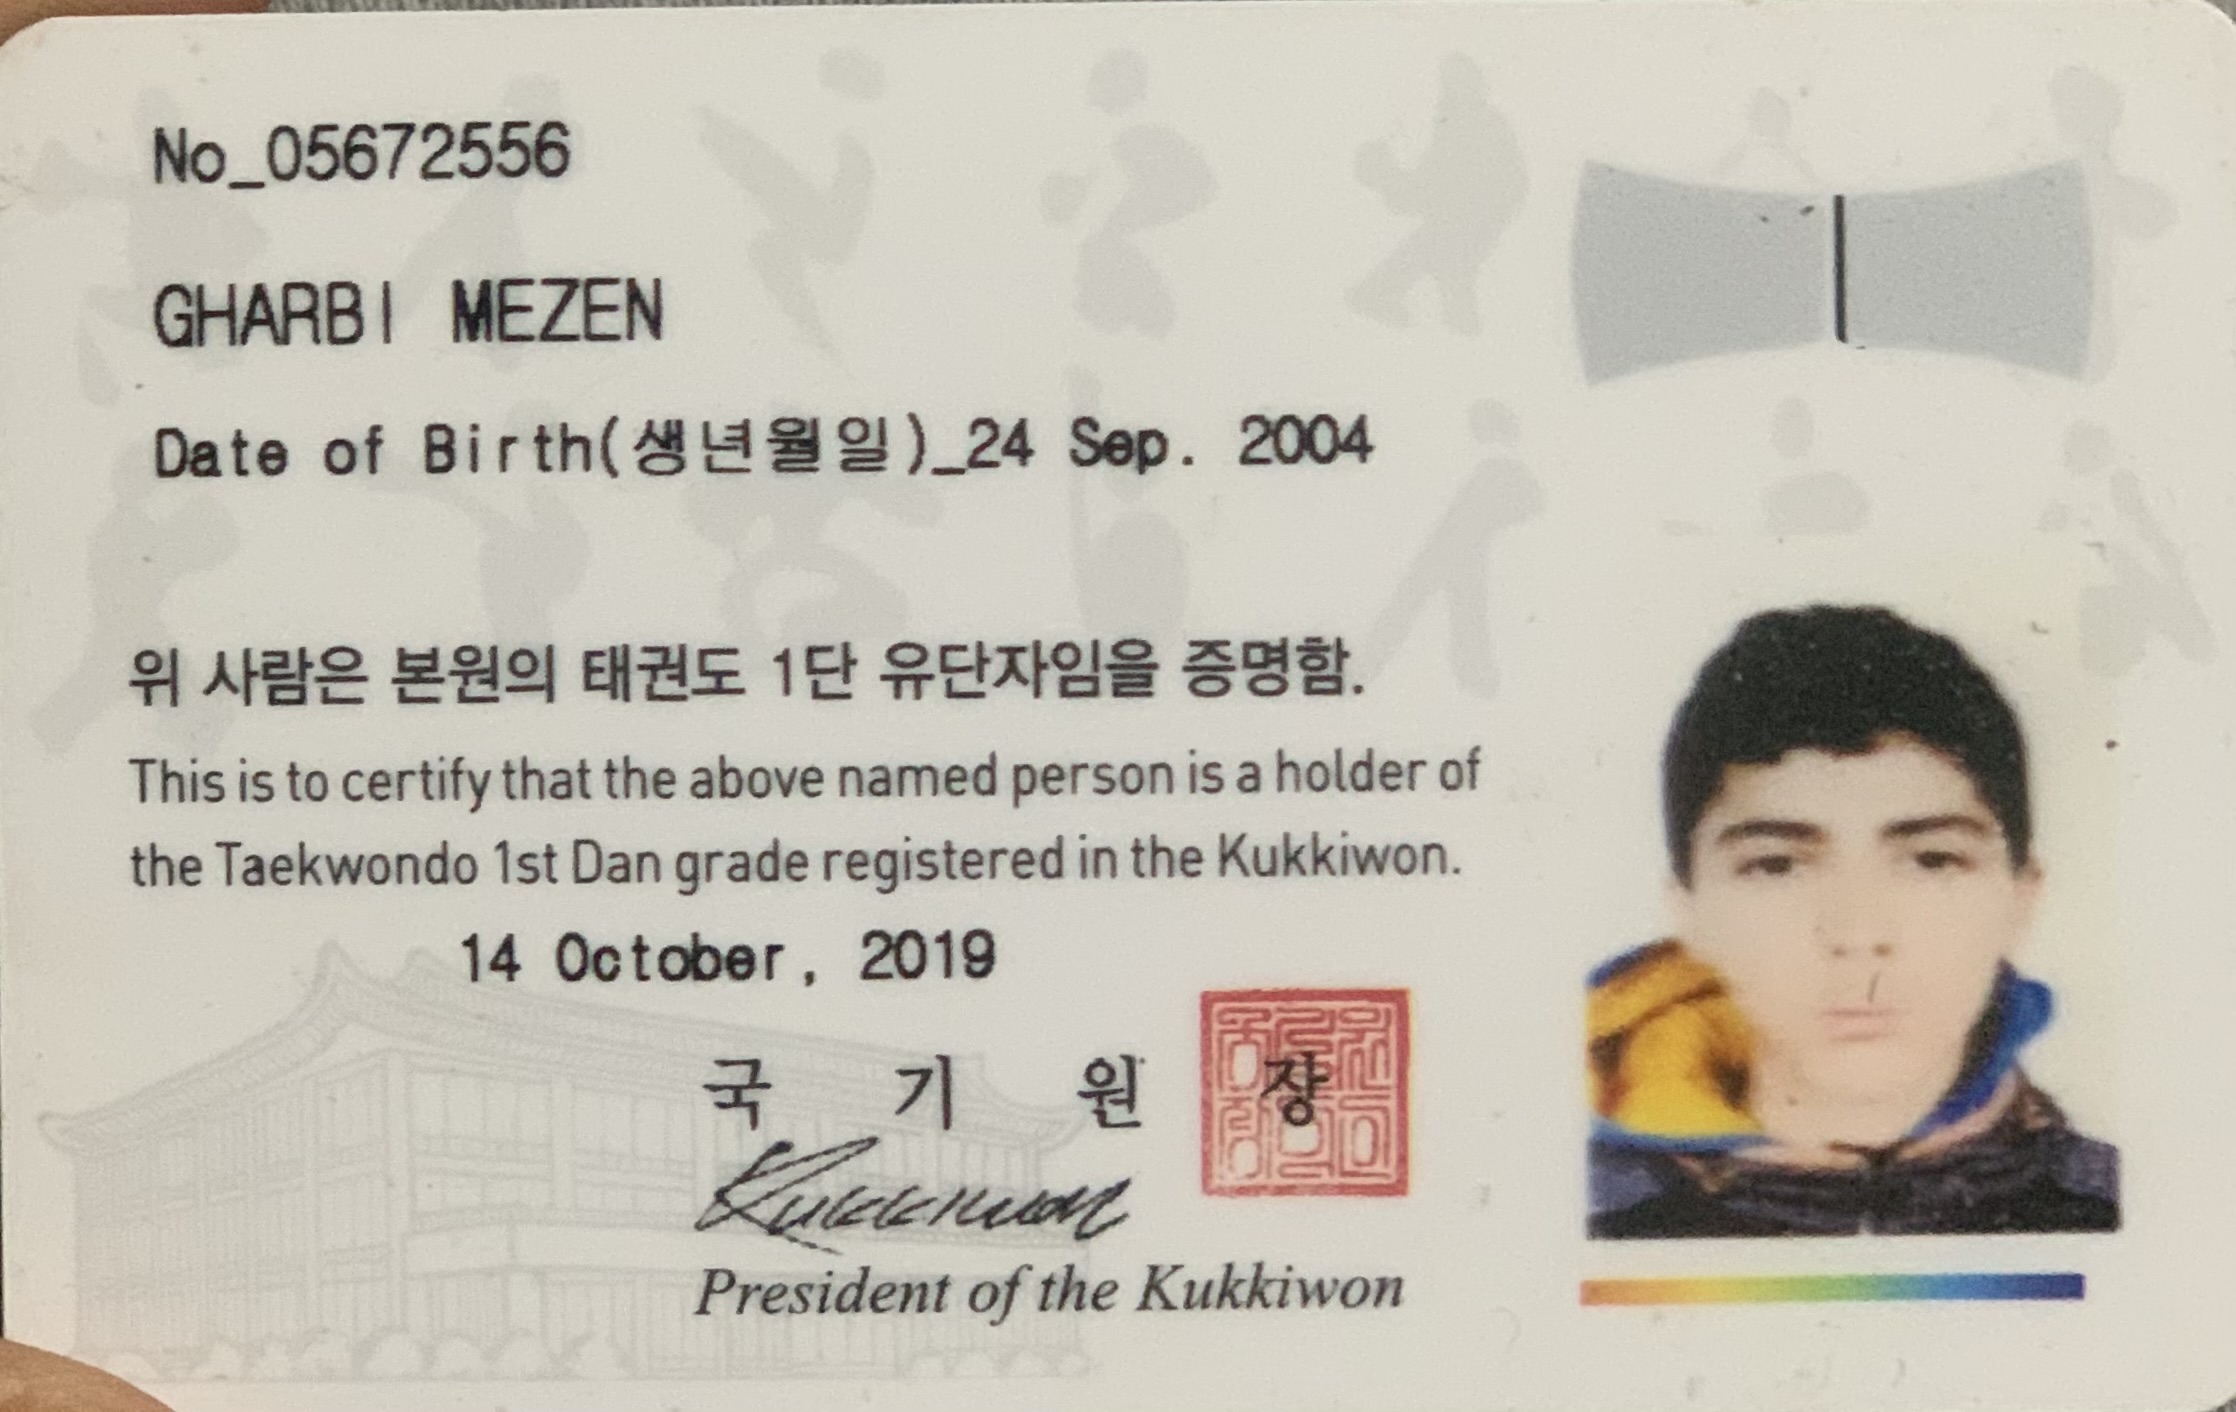 No_05672556
GHARBI MEZEN
Date of Birth(생년월일)_24 Sep. 2004
위 사람은 본원의 태권도 1단 유단자임을 증명함.
This is to certify that the above named person is a holder of
the Taekwondo 1st Dan grade registered in the Kukkiwon.
14 October, 2019
국 기 원 장
Kukkiwon
President of the Kukkiwon